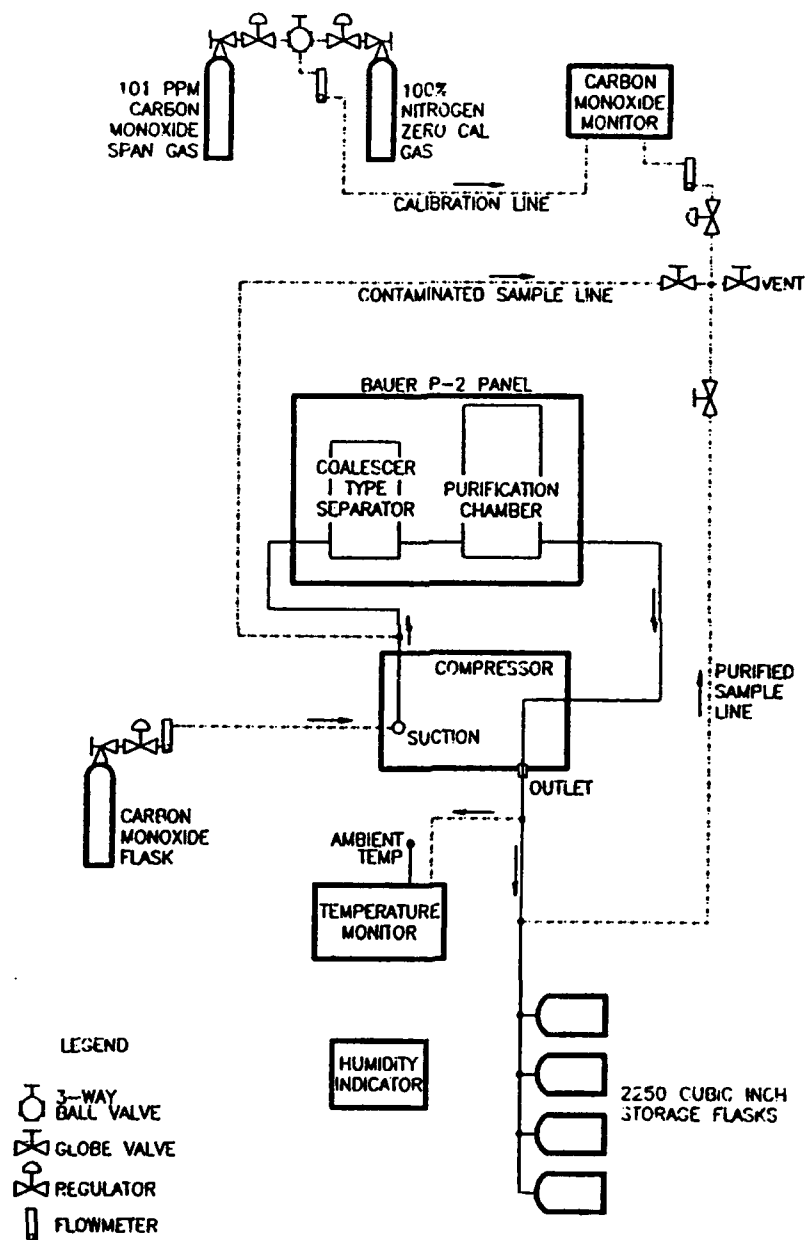 101 PPM
CARBON
MONOXIDE
SPAN GAS
100%
NITROGEN
ZERO CAL
GAS
CARBON
MONOXIDE
MONITOR
CALIBRATION LINE
CONTAMINATED SAMPLE LINE
VENT
BAUER P-2 PANEL
COALESCER
TYPE
SEPARATOR
PURIFICATION
CHAMBER
COMPRESSOR
SUCTION
PURIFIED
SAMPLE
LINE
OUTLET
CARBON
MONOXIDE
FLASK
AMBIENT
TEMP
TEMPERATURE
MONITOR
HUMIDITY
INDICATOR
2250 CUBIC INCH
STORAGE FLASKS
LEGEND
3-WAY
BALL VALVE
GLOBE VALVE
REGULATOR
FLOWMETER